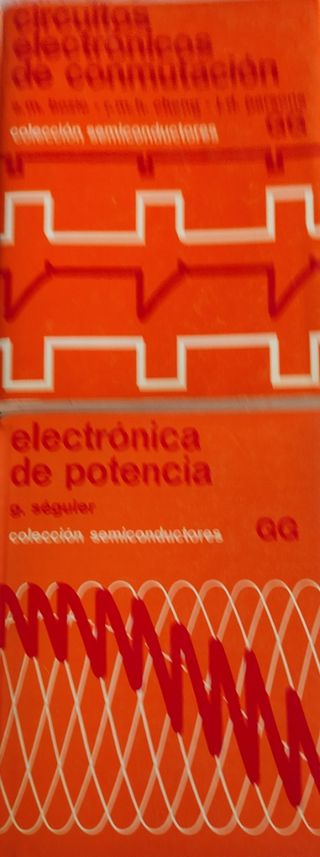 circuitos
electrónicos
de conmutación
colección semiconductores GG
electrónica
de potencia
g. séguier
colección semiconductores GG